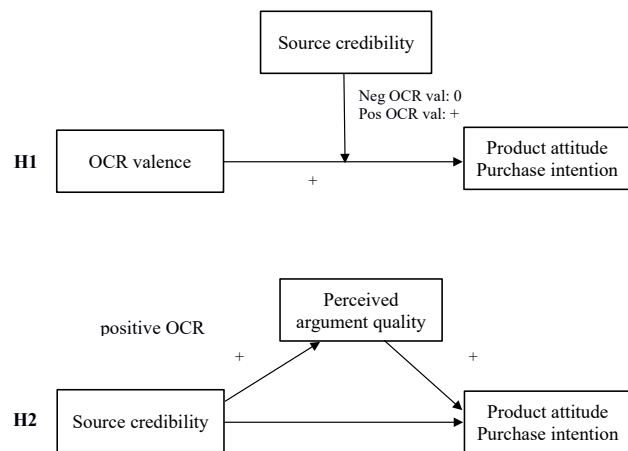 Source credibility
Neg OCR val: 0
Pos OCR val: +
H1
OCR valence
+
Product attitude
Purchase intention
Perceived
argument quality
positive OCR
+
+
H2
Source credibility
Product attitude
Purchase intention